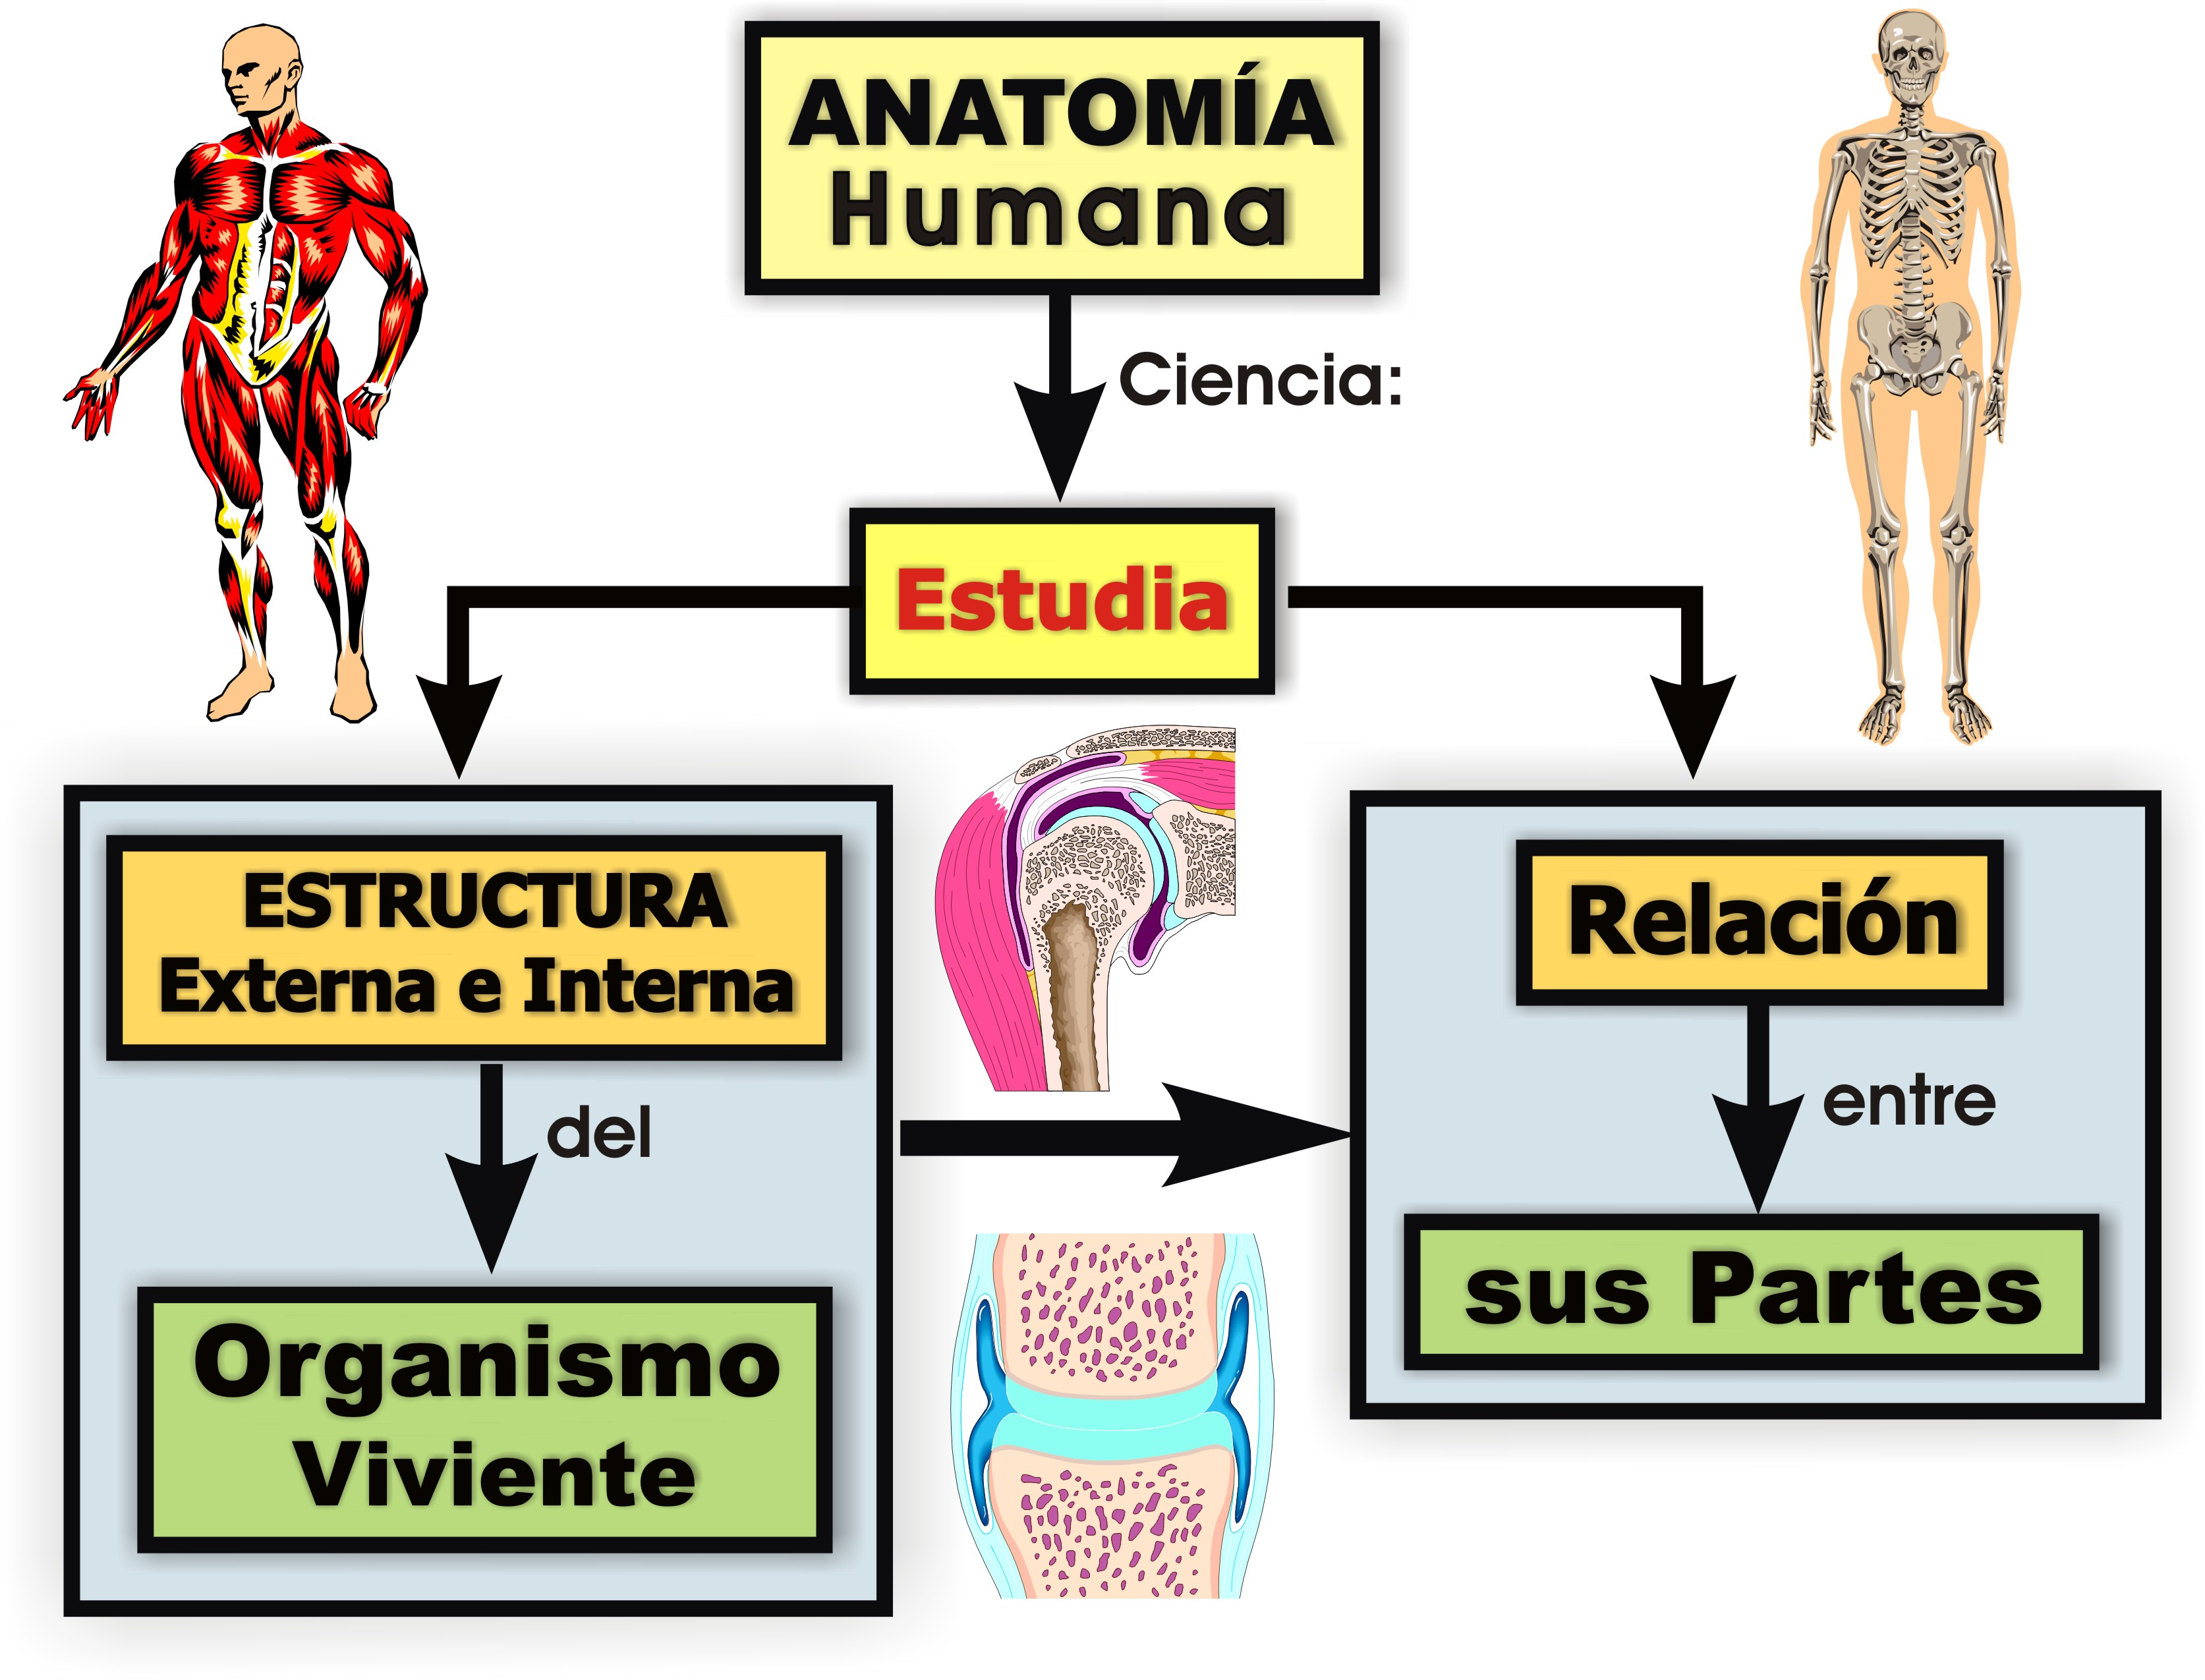 ANATOMÍA
Humana
Ciencia:
Estudia
ESTRUCTURA
Externa e Interna
del
Organismo
Viviente
Relación
entre
sus Partes